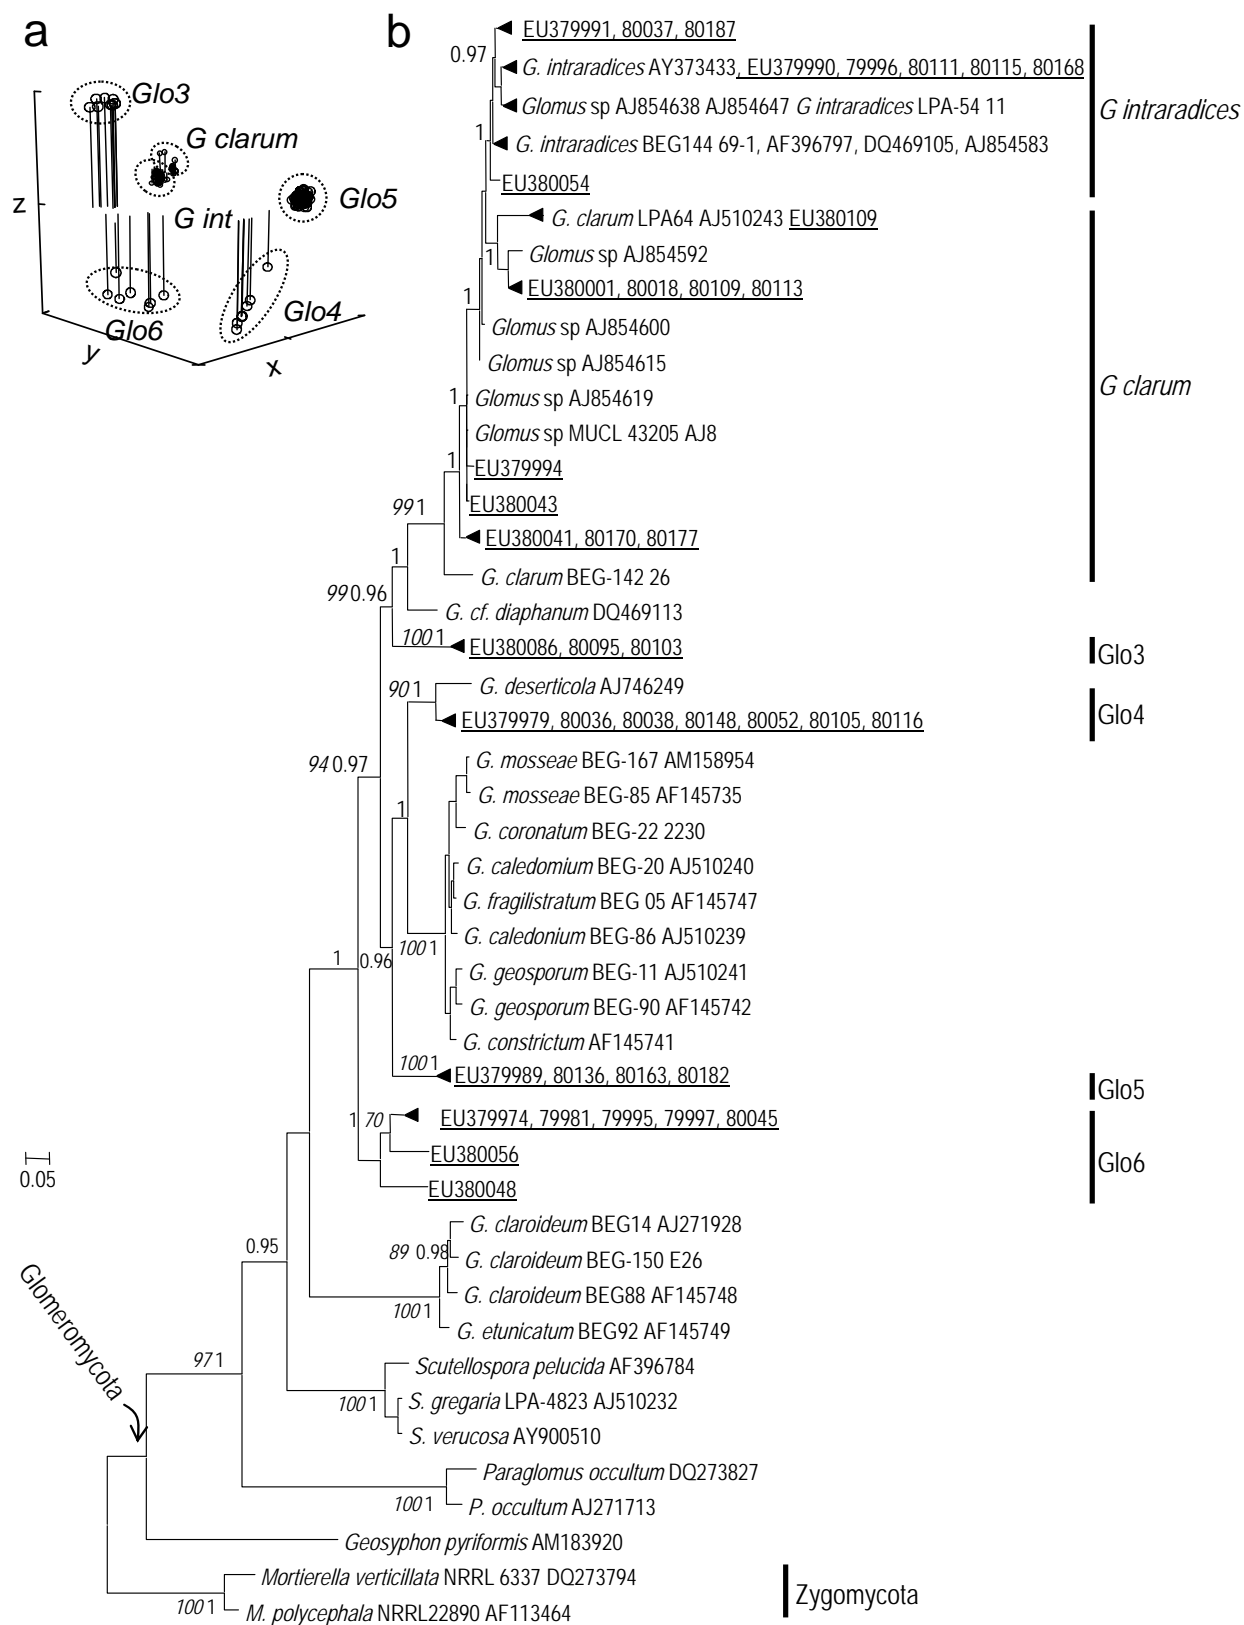 a
b
Glo3
G clarum
Glo5
z
G int
Glo4
Glo6
y
x
EU379991, 80037, 80187
0.97
G. intraradices AY373433, EU379990, 79996, 80111, 80115, 80168
Glomus sp AJ854638 AJ854647 G intraradices LPA-54 11
G intraradices
1
G. intraradices BEG144 69-1, AF396797, DQ469105, AJ854583
EU380054
G. clarum LPA64 AJ510243 EU380109
1
Glomus sp AJ854592
EU380001, 80018, 80109, 80113
1
Glomus sp AJ854600
Glomus sp AJ854615
G clarum
1
Glomus sp AJ854619
Glomus sp MUCL 43205 AJ8
1
EU379994
EU380043
99 1
EU380041, 80170, 80177
1
G. clarum BEG-142 26
99 0.96
G. cf. diaphanum DQ469113
100 1
EU380086, 80095, 80103
Glo3
90 1
G. deserticola AJ746249
EU379979, 80036, 80038, 80148, 80052, 80105, 80116
Glo4
94 0.97
G. mosseae BEG-167 AM158954
G. mosseae BEG-85 AF145735
1
G. coronatum BEG-22 2230
G. caledomium BEG-20 AJ510240
G. fragilistratum BEG 05 AF145747
G. caledonium BEG-86 AJ510239
100 1
1
0.96
G. geosporum BEG-11 AJ510241
G. geosporum BEG-90 AF145742
G. constrictum AF145741
100 1
EU379989, 80136, 80163, 80182
Glo5
1 70
EU379974, 79981, 79995, 79997, 80045
EU380056
Glo6
0.05
EU380048
G. claroideum BEG14 AJ271928
0.95
89 0.98
G. claroideum BEG-150 E26
G. claroideum BEG88 AF145748
100 1
G. etunicatum BEG92 AF145749
Glomeromycota
97 1
Scutellospora pelucida AF396784
100 1
S. gregaria LPA-4823 AJ510232
S. verucosa AY900510
Paraglomus occultum DQ273827
100 1
P. occultum AJ271713
Geosyphon pyriformis AM183920
Mortierella verticillata NRRL 6337 DQ273794
Zygomycota
100 1
M. polycephala NRRL22890 AF113464